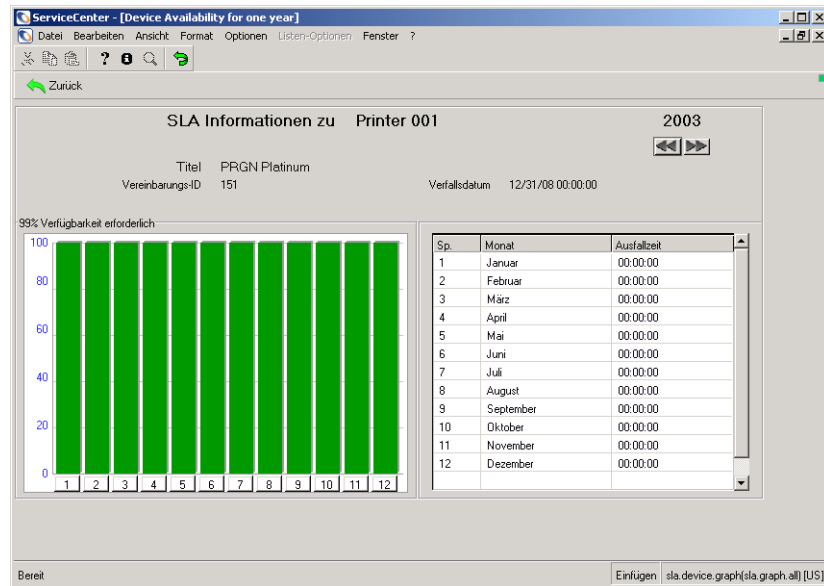 ServiceCenter - [Device Availability for one year]
Datei Bearbeiten Ansicht Format Optionen Listen-Optionen Fenster ?
Zurück
SLA Informationen zu Printer 001 2003
Titel PRGN Platinum
Vereinbarungs-ID 151 Verfallsdatum 12/31/08 00:00:00
99% Verfügbarkeit erforderlich
100
80
60
40
20
0
1 2 3 4 5 6 7 8 9 10 11 12
Sp. Monat Ausfallzeit
1 Januar 00:00:00
2 Februar 00:00:00
3 März 00:00:00
4 April 00:00:00
5 Mai 00:00:00
6 Juni 00:00:00
7 Juli 00:00:00
8 August 00:00:00
9 September 00:00:00
10 Oktober 00:00:00
11 November 00:00:00
12 Dezember 00:00:00
Bereit Einfügen sla.device.graph(sla.graph.all) [US]